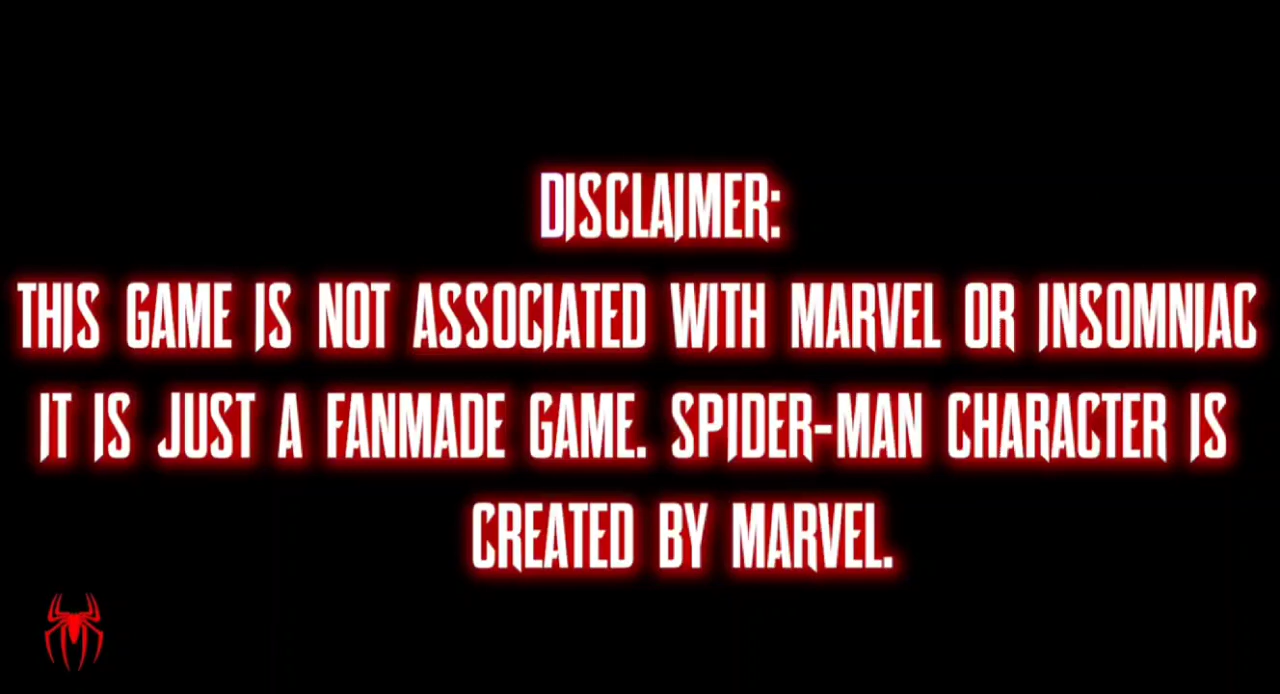 DISCLAIMER:
THIS GAME IS NOT ASSOCIATED WITH MARVEL OR INSOMNIAC
IT IS JUST A FANMADE GAME. SPIDER-MAN CHARACTER IS
CREATED BY MARVEL.